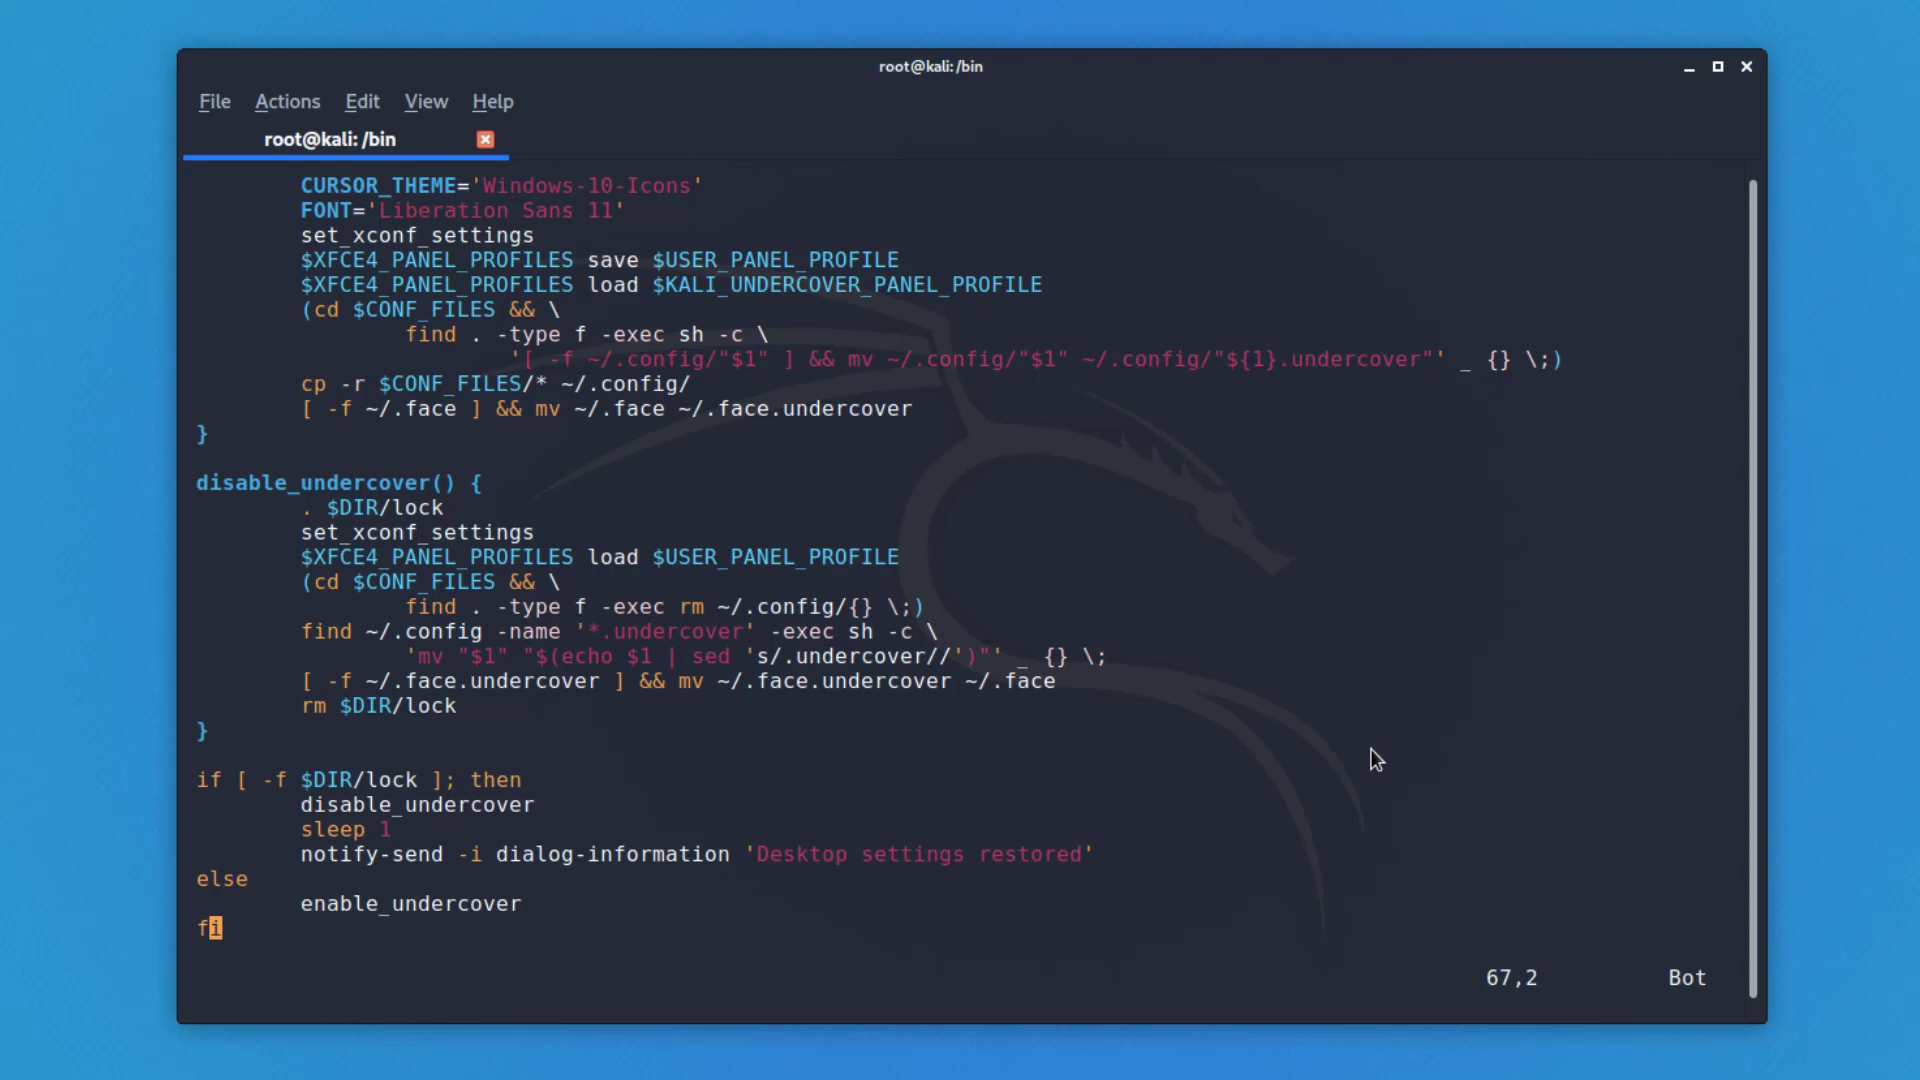 root@kali:/bin
File Actions Edit View Help
root@kali: /bin
CURSOR_THEME='Windows-10-Icons'
FONT='Liberation Sans 11'
set_xconf_settings
$XFCE4_PANEL_PROFILES save $USER_PANEL_PROFILE
$XFCE4_PANEL_PROFILES load $KALI_UNDERCOVER_PANEL_PROFILE
(cd $CONF_FILES && \
find . -type f -exec sh -c \
'[ -f ~/.config/"$1" ] && mv ~/.config/"$1" ~/.config/"${1}.undercover"' _ {} \;)
cp -r $CONF_FILES/* ~/.config/
[ -f ~/.face ] && mv ~/.face ~/.face.undercover
}
disable_undercover() {
. $DIR/lock
set_xconf_settings
$XFCE4_PANEL_PROFILES load $USER_PANEL_PROFILE
(cd $CONF_FILES && \
find . -type f -exec rm ~/.config/{} \;)
find ~/.config -name '*.undercover' -exec sh -c \
'mv "$1" "$(echo $1 | sed 's/.undercover//')"' _ {} \;
[ -f ~/.face.undercover ] && mv ~/.face.undercover ~/.face
rm $DIR/lock
}
if [ -f $DIR/lock ]; then
disable_undercover
sleep 1
notify-send -i dialog-information 'Desktop settings restored'
else
enable_undercover
fi
67,2 Bot